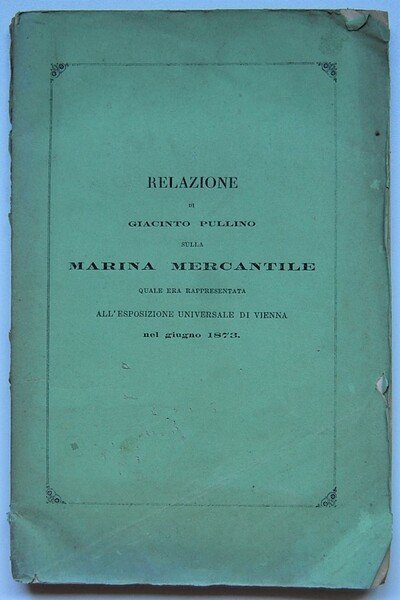 RELAZIONE
DI
GIACINTO PULLINO
SULLA
MARINA MERCANTILE
QUALE ERA RAPPRESENTATA
ALL'ESPOSIZIONE UNIVERSALE DI VIENNA
nel giugno 1873.